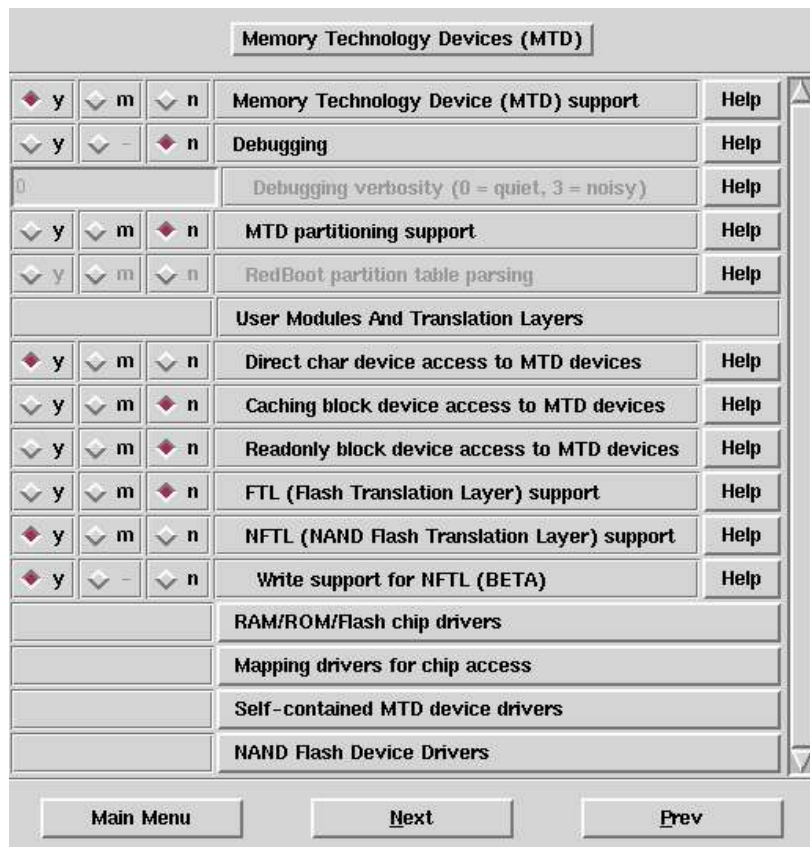 Memory Technology Devices (MTD)
y m n Memory Technology Device (MTD) support Help
y - n Debugging Help
0 Debugging verbosity (0 = quiet, 3 = noisy) Help
y m n MTD partitioning support Help
y m n RedBoot partition table parsing Help
User Modules And Translation Layers
y m n Direct char device access to MTD devices Help
y m n Caching block device access to MTD devices Help
y m n Readonly block device access to MTD devices Help
y m n FTL (Flash Translation Layer) support Help
y m n NFTL (NAND Flash Translation Layer) support Help
y - n Write support for NFTL (BETA) Help
RAM/ROM/Flash chip drivers
Mapping drivers for chip access
Self-contained MTD device drivers
NAND Flash Device Drivers
Main Menu Next Prev